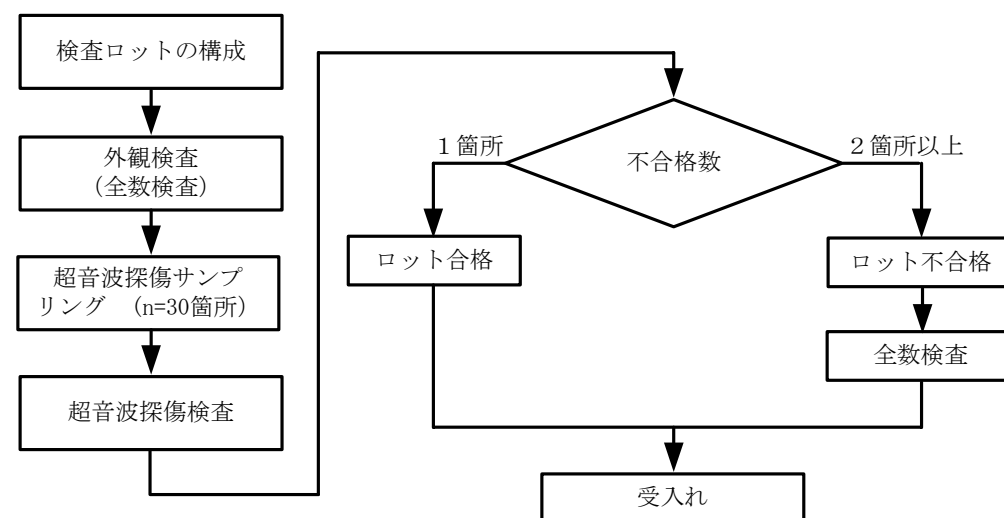 検査ロットの構成
外観検査
（全数検査）
超音波探傷サンプ
リング　（n=30箇所）
超音波探傷検査
不合格数
１箇所
２箇所以上
ロット合格
ロット不合格
全数検査
受入れ